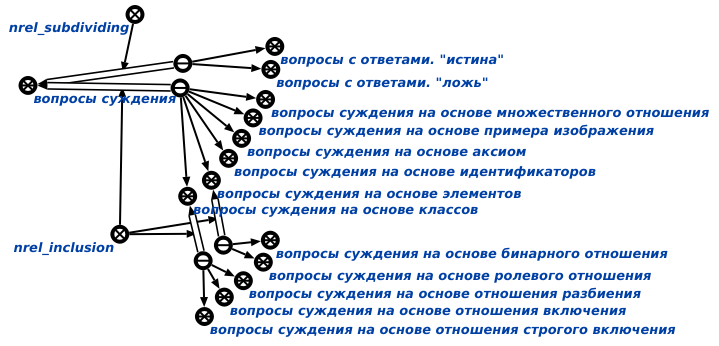 nrel_subdividing
вопросы с ответами. "истина"
вопросы с ответами. "ложь"
вопросы суждения
вопросы суждения на основе множественного отношения
вопросы суждения на основе примера изображения
вопросы суждения на основе аксиом
вопросы суждения на основе идентификаторов
вопросы суждения на основе элементов
вопросы суждения на основе классов
nrel_inclusion
вопросы суждения на основе бинарного отношения
вопросы суждения на основе ролевого отношения
вопросы суждения на основе отношения разбиения
вопросы суждения на основе отношения включения
вопросы суждения на основе отношения строгого включения